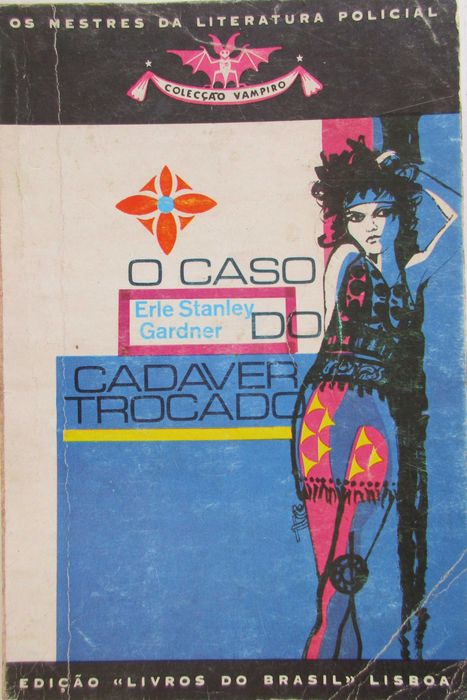 OS MESTRES DA LITERATURA POLICIAL
COLECÇÃO VAMPIRO
O CASO
Erle Stanley
Gardner
DO
CADAVER
TROCADO
EDIÇÃO «LIVROS DO BRASIL» LISBOA